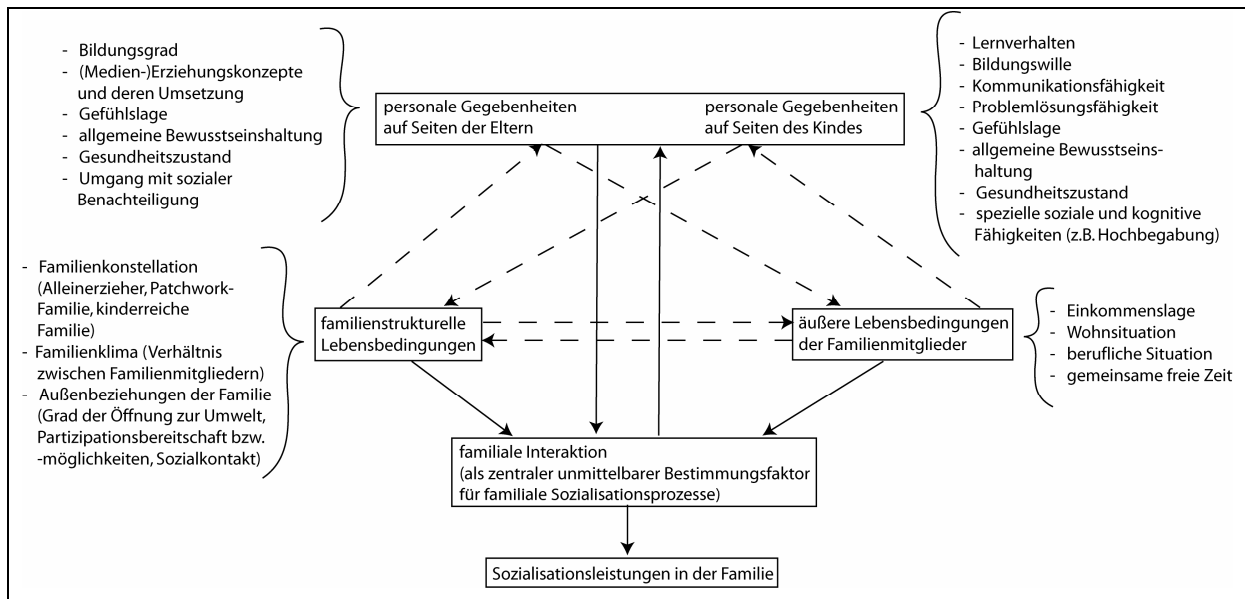 - Bildungsgrad
- (Medien-)Erziehungskonzepte
und deren Umsetzung
- Gefühlslage
- allgemeine Bewusstseinshaltung
- Gesundheitszustand
- Umgang mit sozialer
Benachteiligung
personale Gegebenheiten
auf Seiten der Eltern
personale Gegebenheiten
auf Seiten des Kindes
- Lernverhalten
- Bildungswille
- Kommunikationsfähigkeit
- Problemlösungsfähigkeit
- Gefühlslage
- allgemeine Bewusstseins-
haltung
- Gesundheitszustand
- spezielle soziale und kognitive
Fähigkeiten (z.B. Hochbegabung)
- Familienkonstellation
(Alleinerzieher, Patchwork-
Familie, kinderreiche
Familie)
- Familienklima (Verhältnis
zwischen Familienmitgliedern)
- Außenbeziehungen der Familie
(Grad der Öffnung zur Umwelt,
Partizipationsbereitschaft bzw.
-möglichkeiten, Sozialkontakt)
familienstrukturelle
Lebensbedingungen
äußere Lebensbedingungen
der Familienmitglieder
- Einkommenslage
- Wohnsituation
- berufliche Situation
- gemeinsame freie Zeit
familiale Interaktion
(als zentraler unmittelbarer Bestimmungsfaktor
für familiale Sozialisationsprozesse)
Sozialisationsleistungen in der Familie